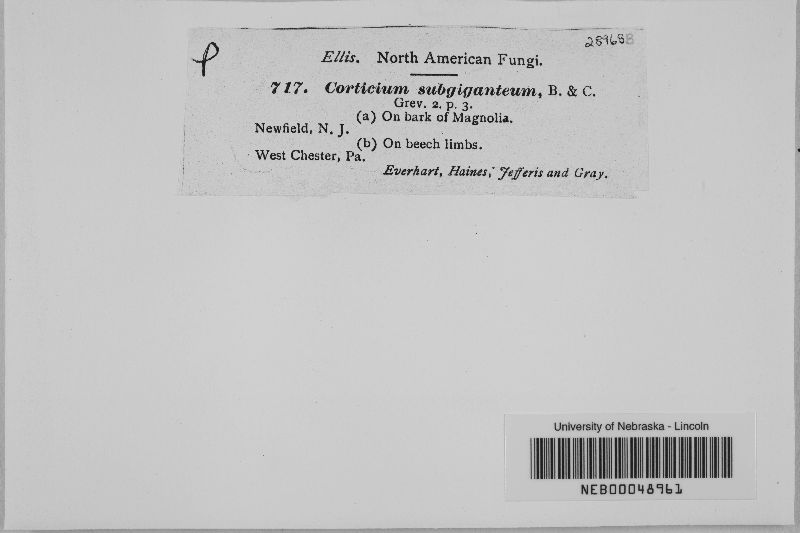 P 289688
Ellis. North American Fungi.
717. Corticium subgiganteum, B. & C.
Grev. 2. p. 3.
(a) On bark of Magnolia.
Newfield, N. J.
(b) On beech limbs.
West Chester, Pa.
Everhart, Haines, Jefferis and Gray.
University of Nebraska - Lincoln
NEB00048961